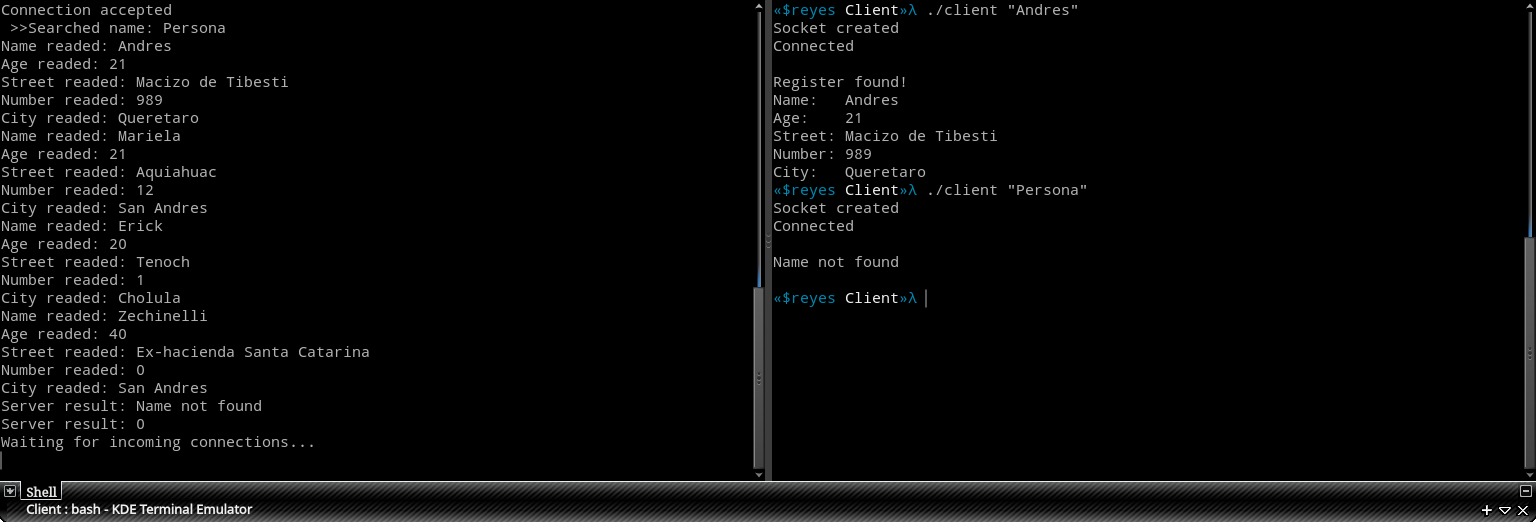 Connection accepted
 >>Searched name: Persona
Name readed: Andres
Age readed: 21
Street readed: Macizo de Tibesti
Number readed: 989
City readed: Queretaro
Name readed: Mariela
Age readed: 21
Street readed: Aquiahuac
Number readed: 12
City readed: San Andres
Name readed: Erick
Age readed: 20
Street readed: Tenoch
Number readed: 1
City readed: Cholula
Name readed: Zechinelli
Age readed: 40
Street readed: Ex-hacienda Santa Catarina
Number readed: 0
City readed: San Andres
Server result: Name not found
Server result: 0
Waiting for incoming connections...
«$reyes Client»λ ./client "Andres"
Socket created
Connected
Register found!
Name:   Andres
Age:    21
Street: Macizo de Tibesti
Number: 989
City:   Queretaro
«$reyes Client»λ ./client "Persona"
Socket created
Connected
Name not found
«$reyes Client»λ
Shell
Client : bash - KDE Terminal Emulator